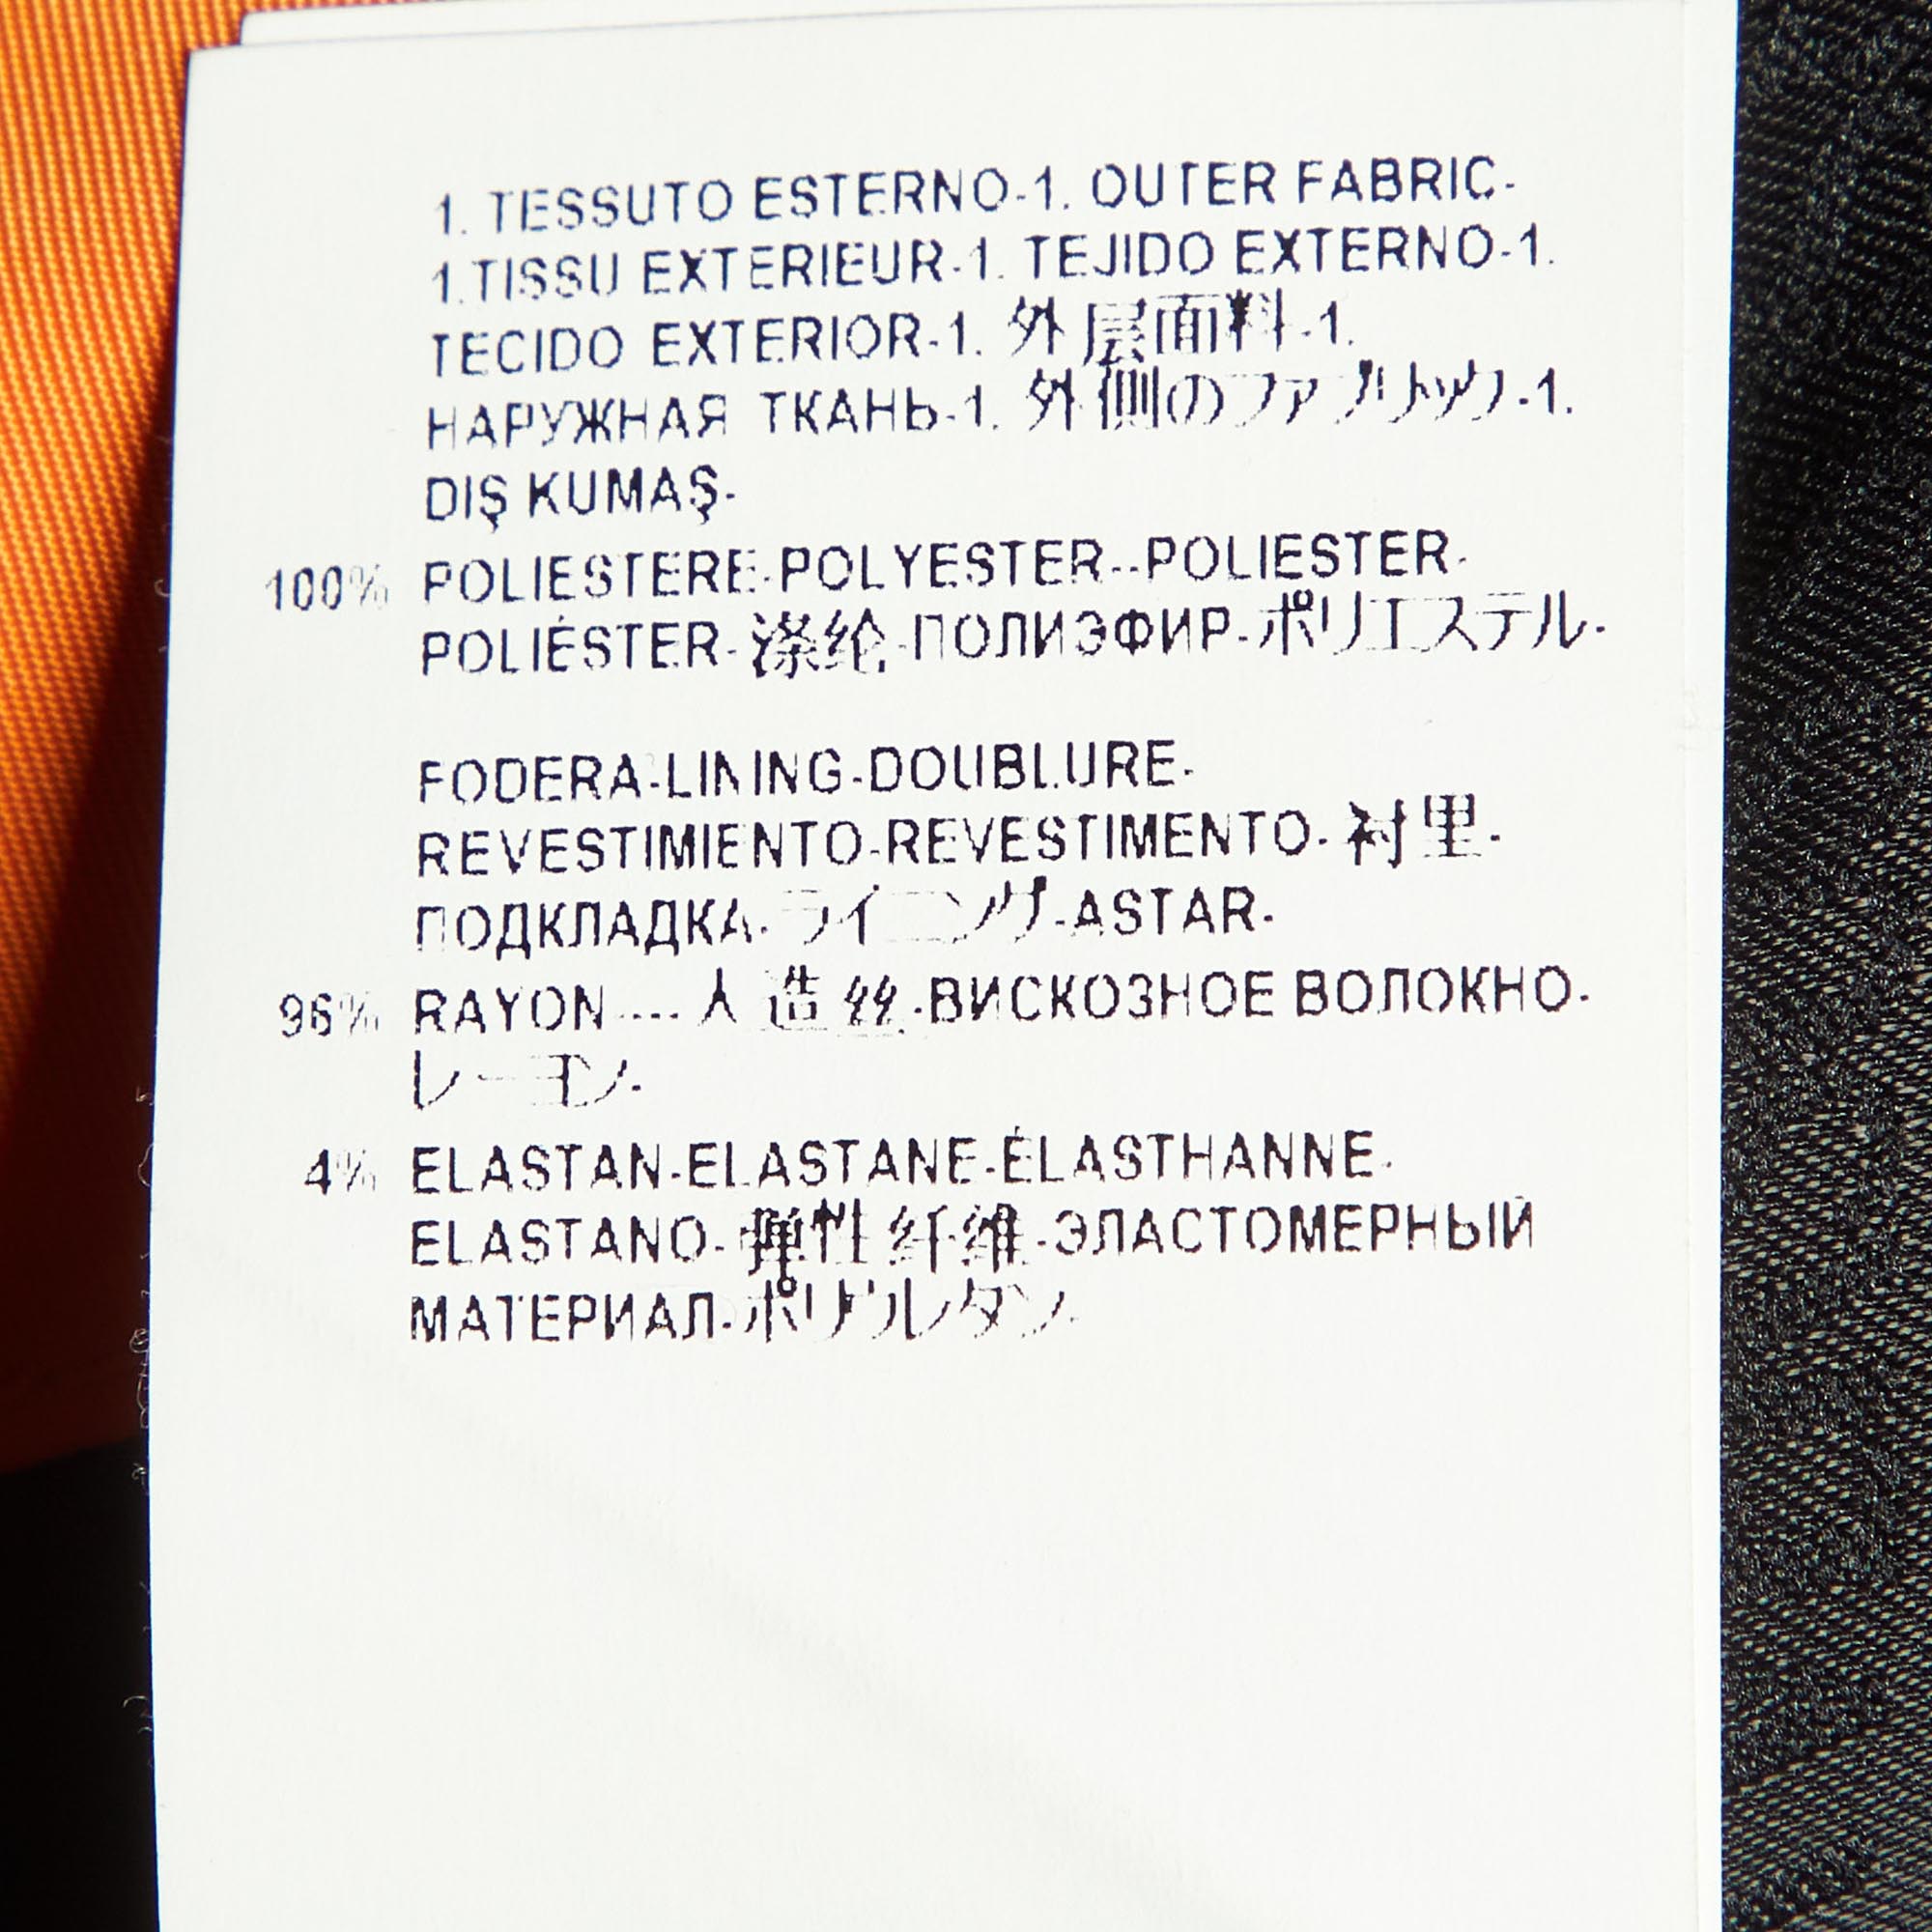 1. TESSUTO ESTERNO-1. OUTER FABRIC-
1.TISSU EXTERIEUR-1. TEJIDO EXTERNO-1.
TECIDO EXTERIOR-1. 外层面料-1.
НАРУЖНАЯ ТКАНЬ-1. 外側のファブリック-1.
DIŞ KUMAŞ-
100% POLIESTERE-POLYESTER--POLIESTER-
POLIÉSTER-涤纶-ПОЛИЭФИР-ポリエステル-
FODERA-LINING-DOUBLURE-
REVESTIMIENTO-REVESTIMENTO-衬里-
ПОДКЛАДКА-ライニング-ASTAR-
96% RAYON----人造丝-ВИСКОЗНОЕ ВОЛОКНО-
レーヨン-
4% ELASTAN-ELASTANE-ÉLASTHANNE-
ELASTANO-弹性纤维-ЭЛАСТОМЕРНЫЙ
МАТЕРИАЛ-ポリウレタン-